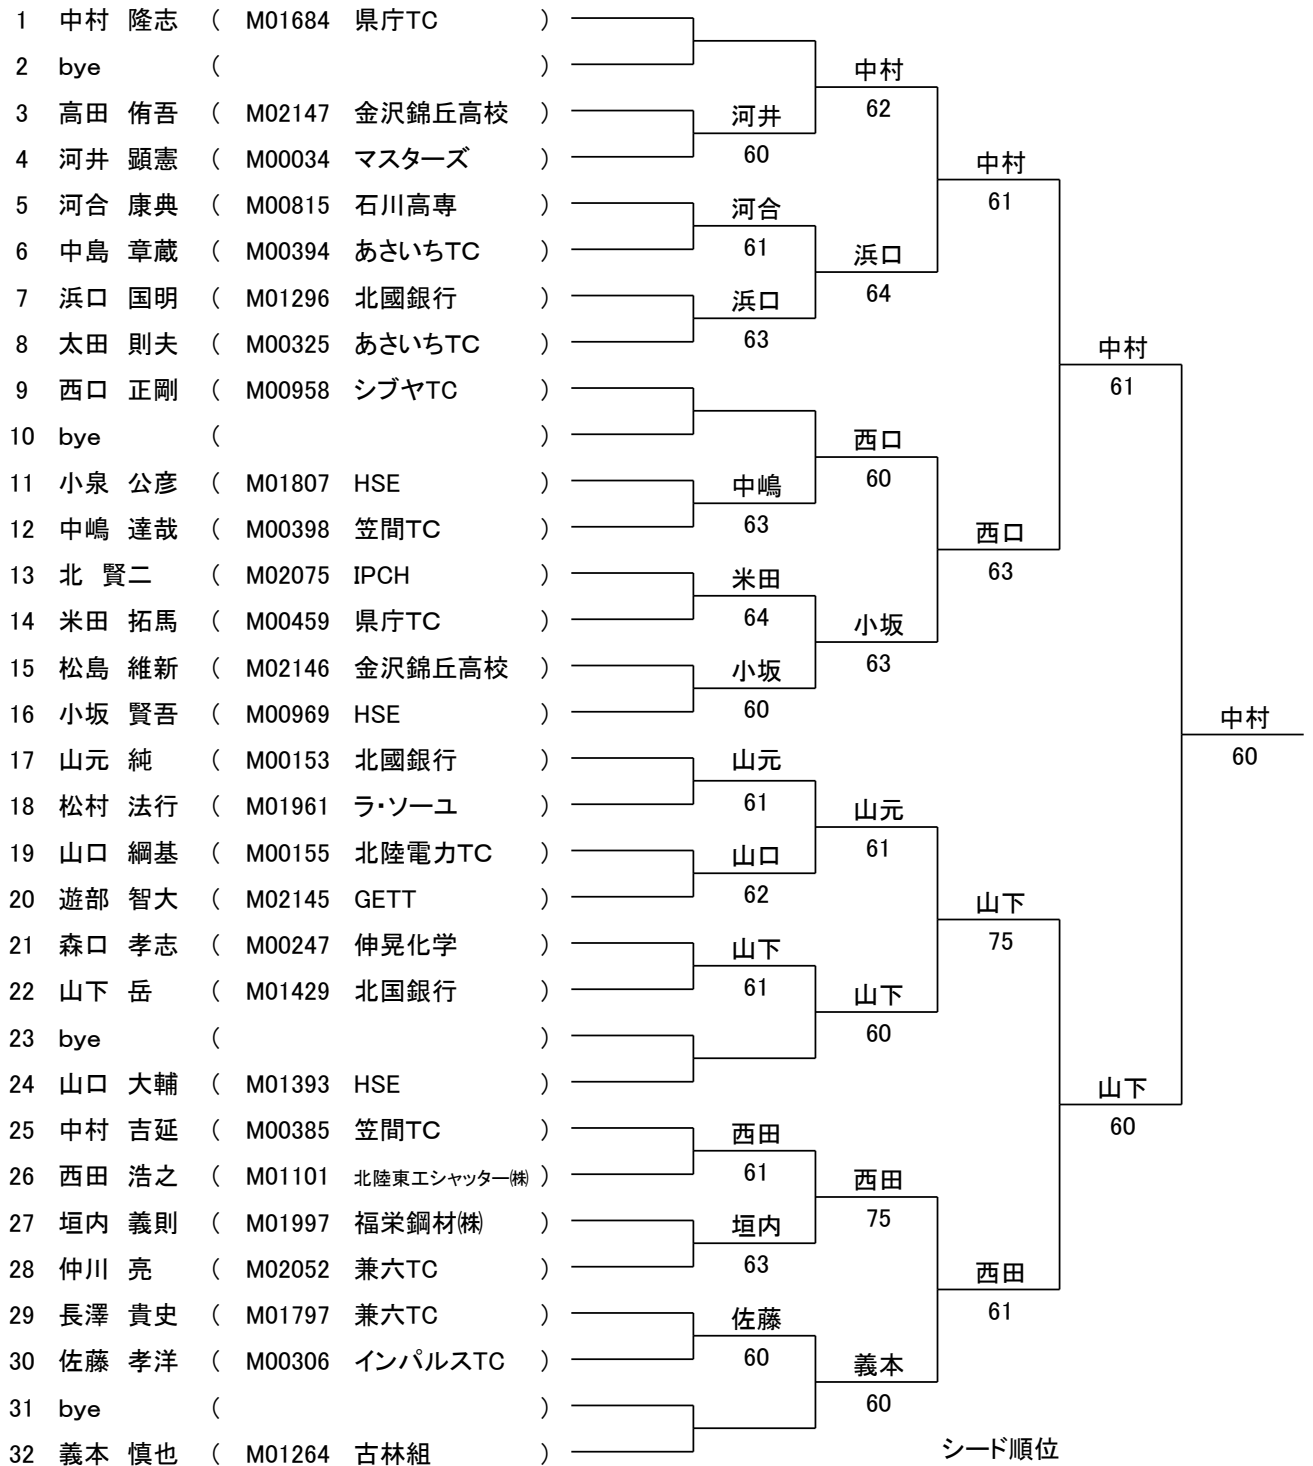 1 中村 隆志 ( M01684 県庁TC )
2 bye ( )
中村
3 高田 侑吾 ( M02147 金沢錦丘高校 )
河井
62
4 河井 顕憲 ( M00034 マスターズ )
60
中村
5 河合 康典 ( M00815 石川高専 )
河合
61
6 中島 章蔵 ( M00394 あさいちTC )
61
浜口
7 浜口 国明 ( M01296 北國銀行 )
浜口
64
8 太田 則夫 ( M00325 あさいちTC )
63
中村
9 西口 正剛 ( M00958 シブヤTC )
61
10 bye ( )
西口
11 小泉 公彦 ( M01807 HSE )
中嶋
60
12 中嶋 達哉 ( M00398 笠間TC )
63
西口
13 北 賢二 ( M02075 IPCH )
米田
63
14 米田 拓馬 ( M00459 県庁TC )
64
小坂
15 松島 維新 ( M02146 金沢錦丘高校 )
小坂
63
16 小坂 賢吾 ( M00969 HSE )
60
中村
17 山元 純 ( M00153 北國銀行 )
山元
60
18 松村 法行 ( M01961 ラ・ソーユ )
61
山元
19 山口 綱基 ( M00155 北陸電力TC )
山口
61
20 遊部 智大 ( M02145 GETT )
62
山下
21 森口 孝志 ( M00247 伸晃化学 )
山下
75
22 山下 岳 ( M01429 北国銀行 )
61
山下
23 bye ( )
60
24 山口 大輔 ( M01393 HSE )
山下
25 中村 吉延 ( M00385 笠間TC )
西田
60
26 西田 浩之 ( M01101 北陸東工シャッター㈱ )
61
西田
27 垣内 義則 ( M01997 福栄鋼材㈱ )
垣内
75
28 仲川 亮 ( M02052 兼六TC )
63
西田
29 長澤 貴史 ( M01797 兼六TC )
佐藤
61
30 佐藤 孝洋 ( M00306 インパルスTC )
60
義本
31 bye ( )
60
32 義本 慎也 ( M01264 古林組 )
シード順位